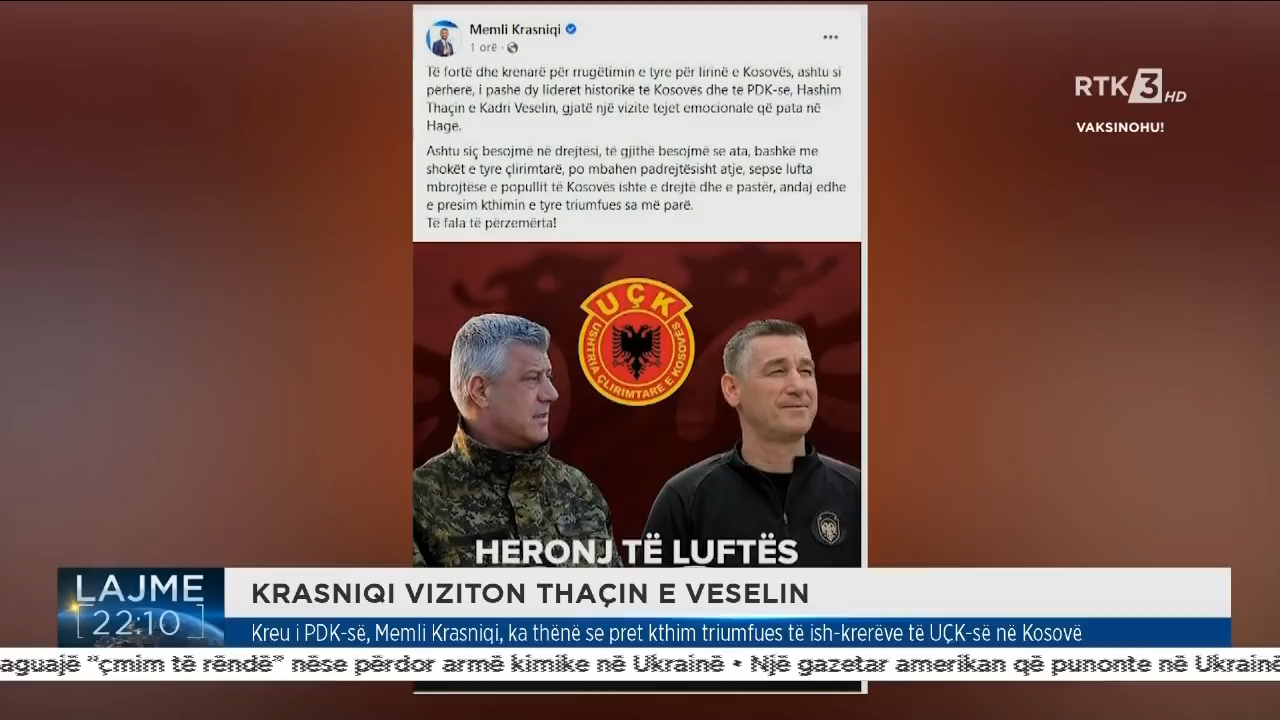 Memli Krasniqi
1 orë
Të fortë dhe krenarë për rrugëtimin e tyre për lirinë e Kosovës, ashtu si
përherë, i pashë dy liderët historikë të Kosovës dhe të PDK-së, Hashim
Thaçin e Kadri Veselin, gjatë një vizite tejet emocionale që pata në
Hagë.
Ashtu siç besojmë në drejtësi, të gjithë besojmë se ata, bashkë me
shokët e tyre çlirimtarë, po mbahen padrejtësisht atje, sepse lufta
mbrojtëse e popullit të Kosovës ishte e drejtë dhe e pastër, andaj edhe
e presim kthimin e tyre triumfues sa më parë.
Të fala të përzemërta!
RTK 3 HD
VAKSINOHU!
UÇK
USHTRIA ÇLIRIMTARE E KOSOVËS
HERONJ TË LUFTËS
LAJME
22:10
KRASNIQI VIZITON THAÇIN E VESELIN
Kreu i PDK-së, Memli Krasniqi, ka thënë se pret kthim triumfues të ish-krerëve të UÇK-së në Kosovë
aguajë “çmim të rëndë” nëse përdor armë kimike në Ukrainë • Një gazetar amerikan që punonte në Ukrainë